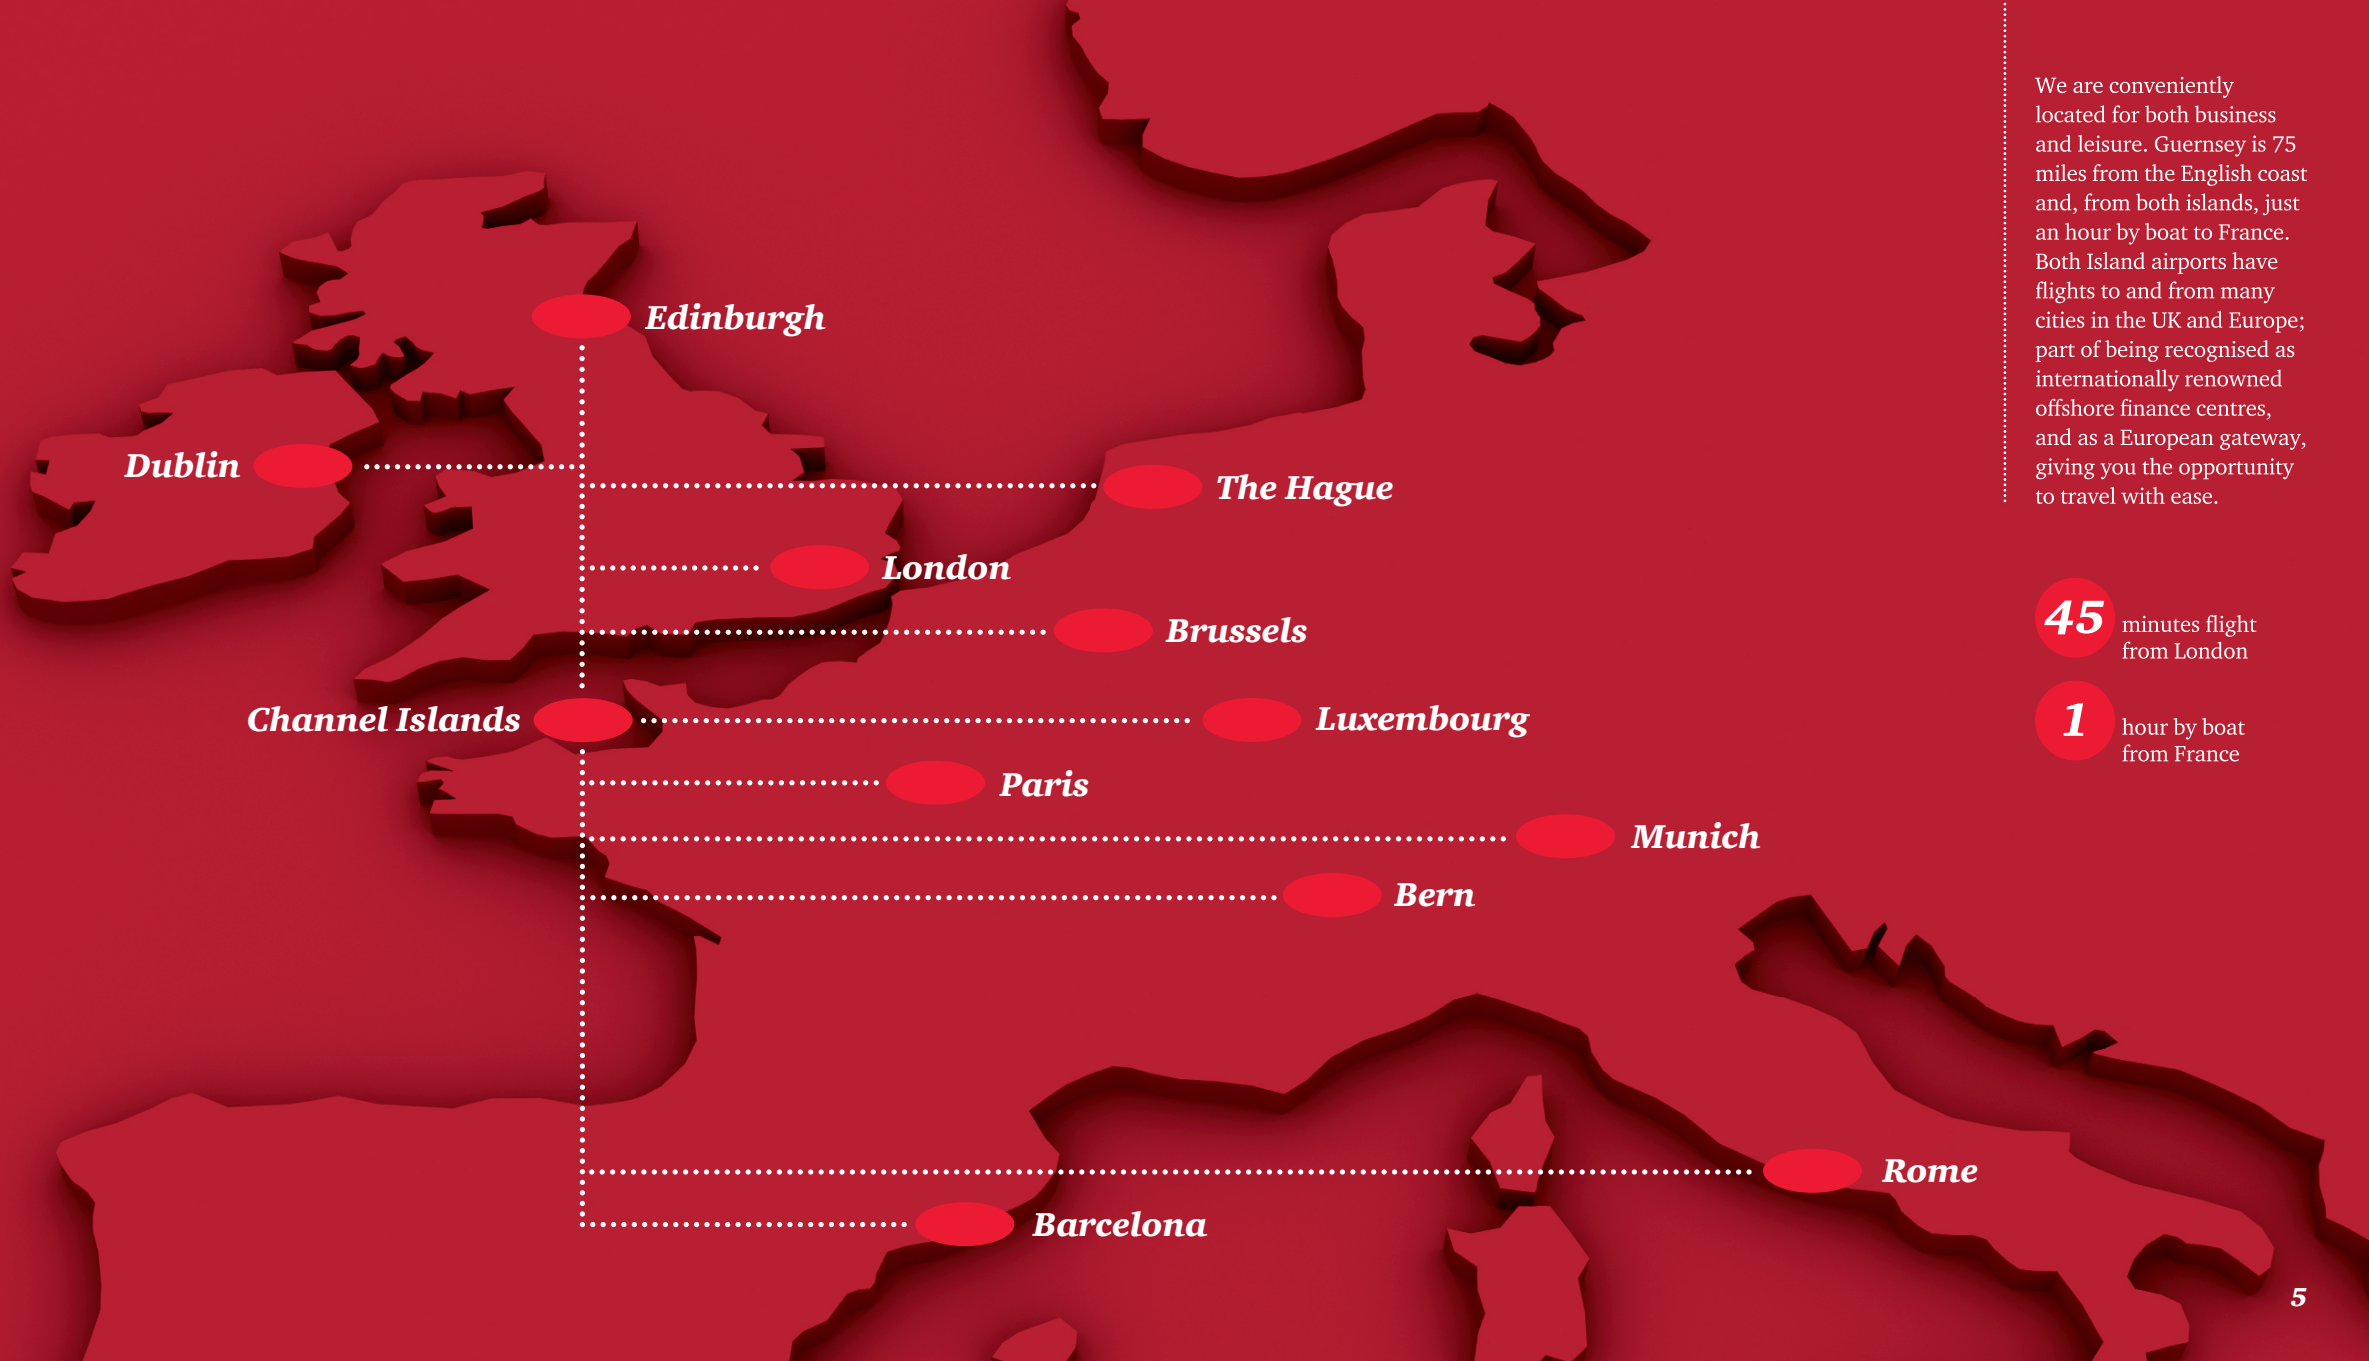 We are conveniently
located for both business
and leisure. Guernsey is 75
miles from the English coast
and, from both islands, just
an hour by boat to France.
Both Island airports have
flights to and from many
cities in the UK and Europe;
part of being recognised as
internationally renowned
offshore finance centres,
and as a European gateway,
giving you the opportunity
to travel with ease.
45 minutes flight
from London
1 hour by boat
from France
Edinburgh
Dublin
The Hague
London
Brussels
Channel Islands
Luxembourg
Paris
Munich
Bern
Rome
Barcelona
5